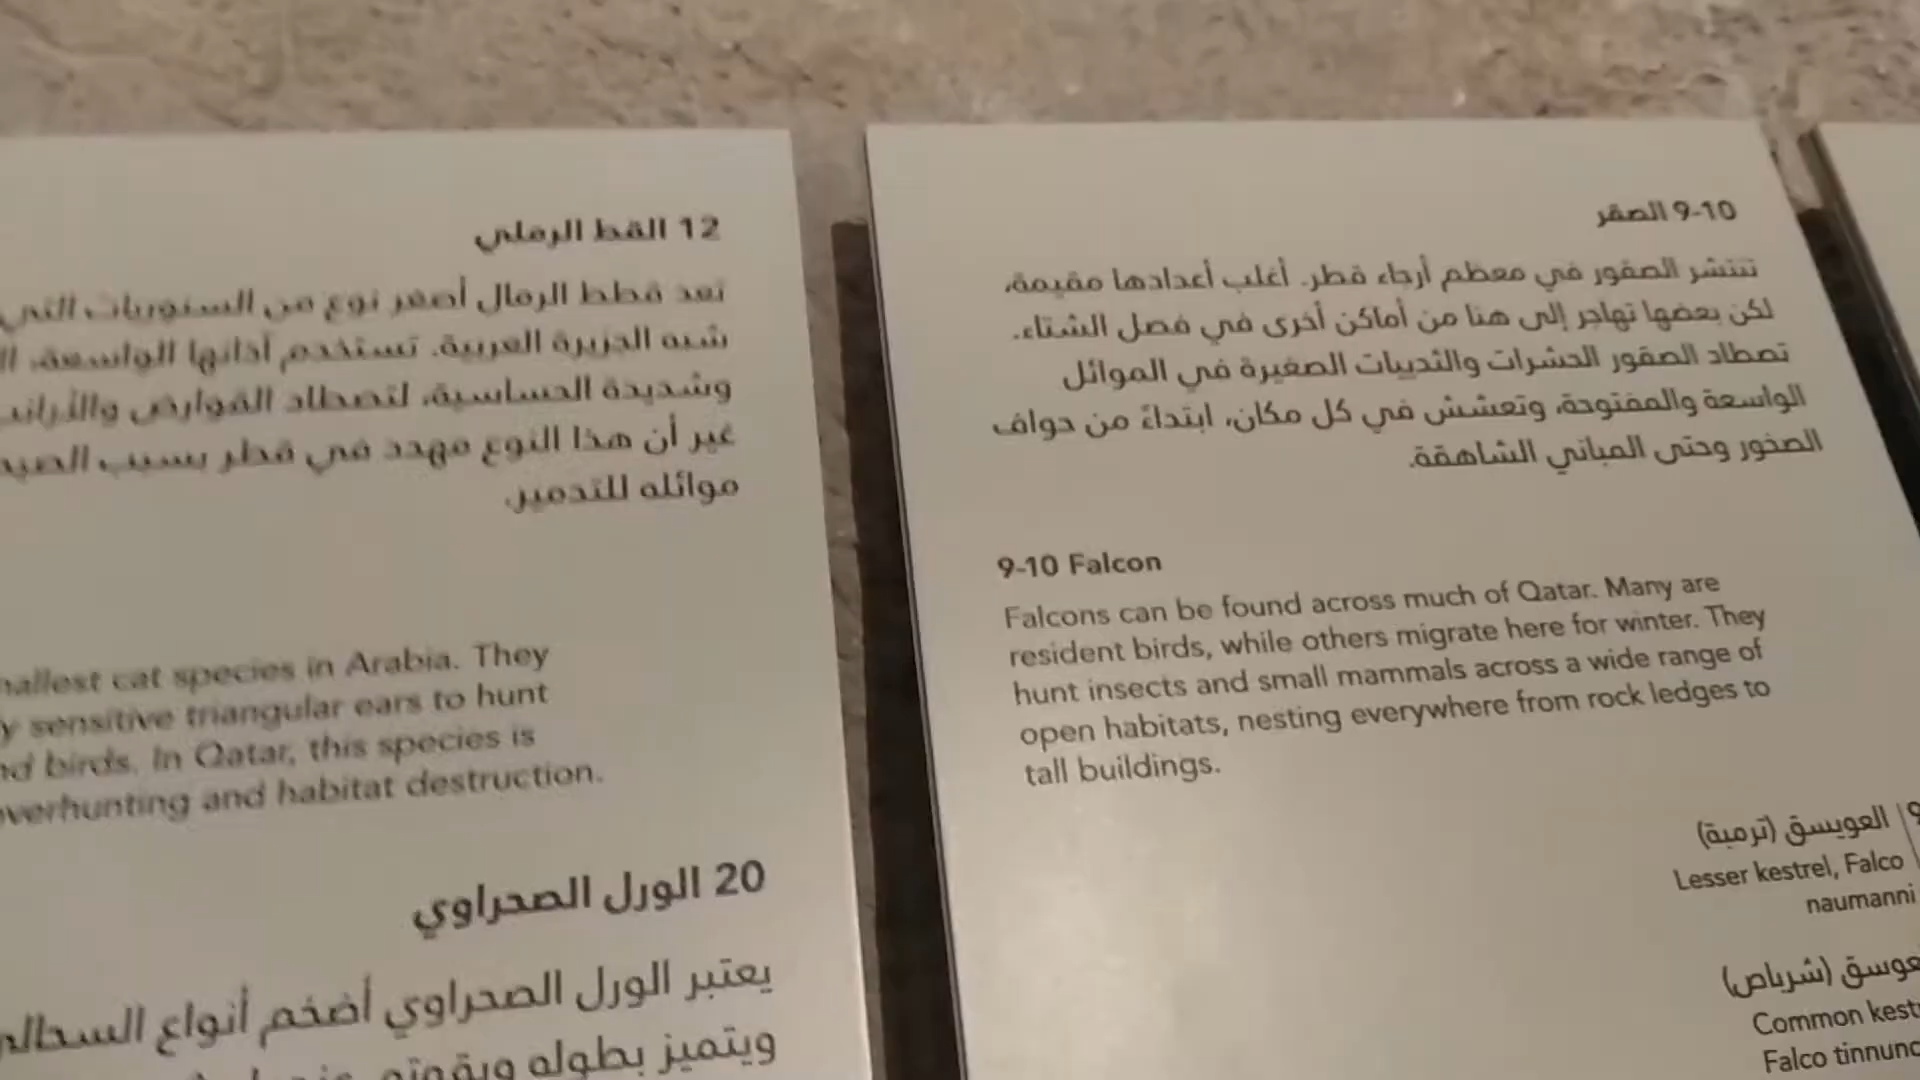 12 القط الرملي
تعد قطط الرمال أصغر نوع من السنوريات التي
شبه الجزيرة العربية. تستخدم آذانها الواسعة،
وشديدة الحساسية، لتصطاد القوارض والأرانب
غير أن هذا النوع مهدد في قطر بسبب الصيد
موائله للتدمير.
cat species in Arabia. They
sensitive triangular ears to hunt
birds. In Qatar, this species is
overhunting and habitat destruction.
20 الورل الصحراوي
يعتبر الورل الصحراوي أضخم أنواع السحالي
ويتميز بطوله وبقوته
9-10 الصقر
تنتشر الصقور في معظم أرجاء قطر. أغلب أعدادها مقيمة،
لكن بعضها تهاجر إلى هنا من أماكن أخرى في فصل الشتاء.
تصطاد الصقور الحشرات والثدييات الصغيرة في الموائل
الواسعة والمفتوحة، وتعشش في كل مكان، ابتداءً من حواف
الصخور وحتى المباني الشاهقة.
9-10 Falcon
Falcons can be found across much of Qatar. Many are
resident birds, while others migrate here for winter. They
hunt insects and small mammals across a wide range of
open habitats, nesting everywhere from rock ledges to
tall buildings.
العويسق (ترمبة)
Lesser kestrel, Falco
naumanni
(شرياص)
Common
Falco